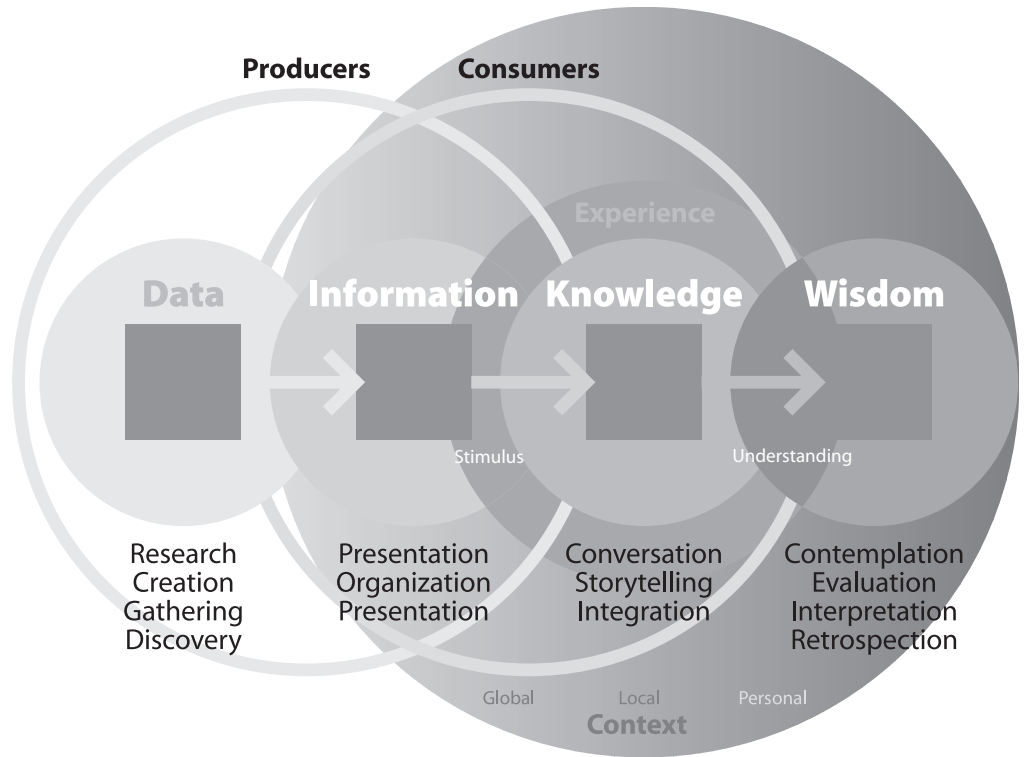 Producers
Consumers
Experience
Data
Information
Knowledge
Wisdom
Stimulus
Understanding
Research
Creation
Gathering
Discovery
Presentation
Organization
Presentation
Conversation
Storytelling
Integration
Contemplation
Evaluation
Interpretation
Retrospection
Global
Local
Personal
Context